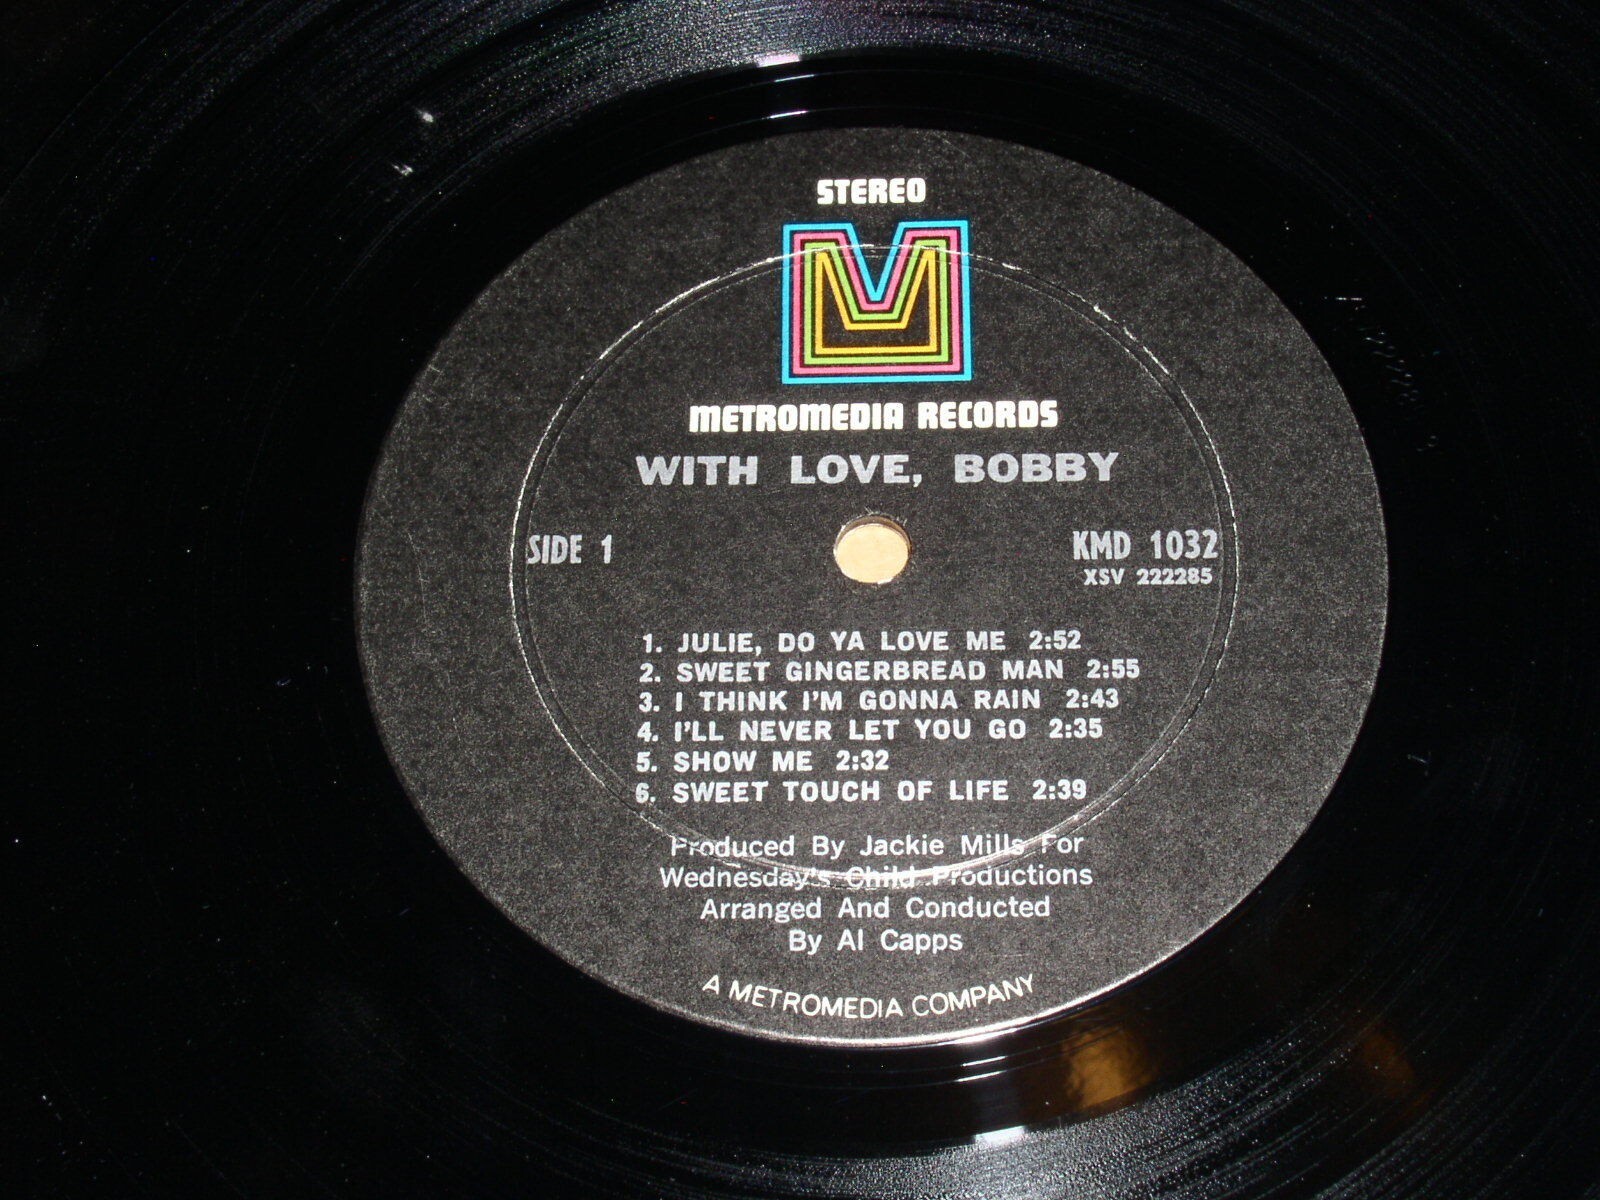 STEREO
METROMEDIA RECORDS
WITH LOVE, BOBBY
SIDE 1
KMD 1032
XSV 222285
1. JULIE, DO YA LOVE ME 2:52
2. SWEET GINGERBREAD MAN 2:55
3. I THINK I'M GONNA RAIN 2:43
4. I'LL NEVER LET YOU GO 2:35
5. SHOW ME 2:32
6. SWEET TOUCH OF LIFE 2:39
Produced By Jackie Mills For
Wednesday's Child Productions
Arranged And Conducted
By Al Capps
A METROMEDIA COMPANY